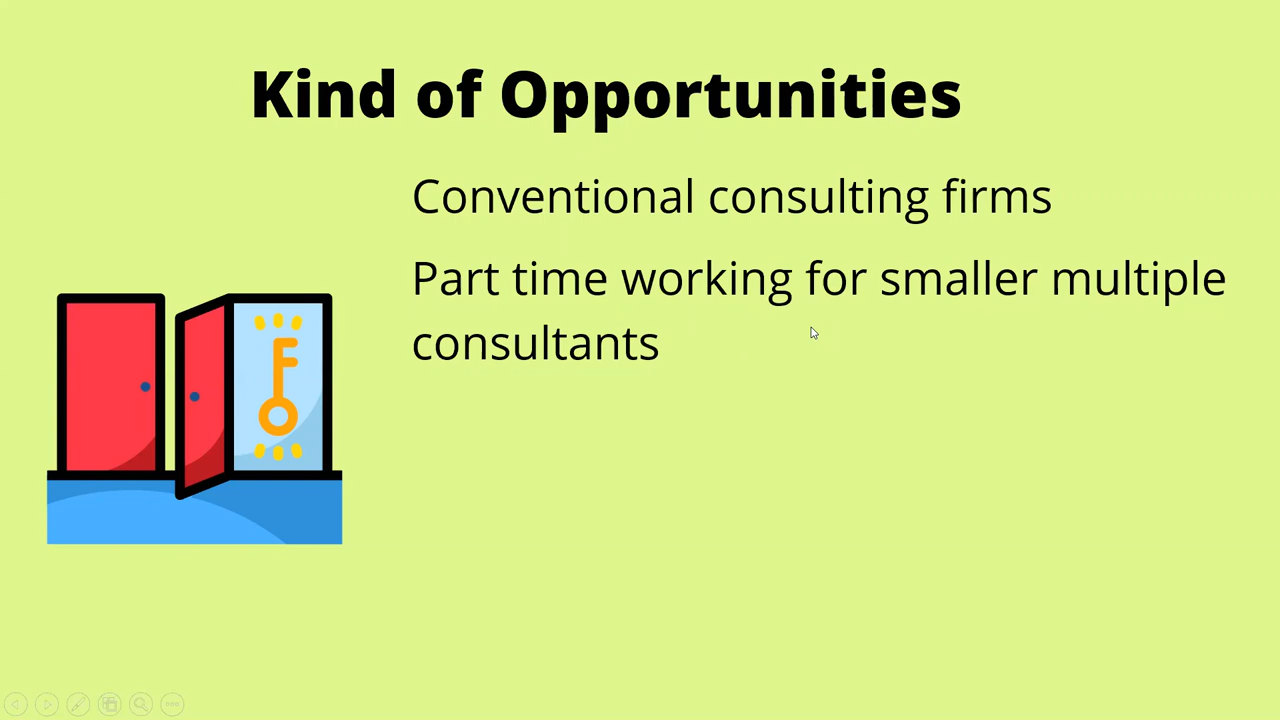 Kind of Opportunities
Conventional consulting firms
Part time working for smaller multiple
consultants